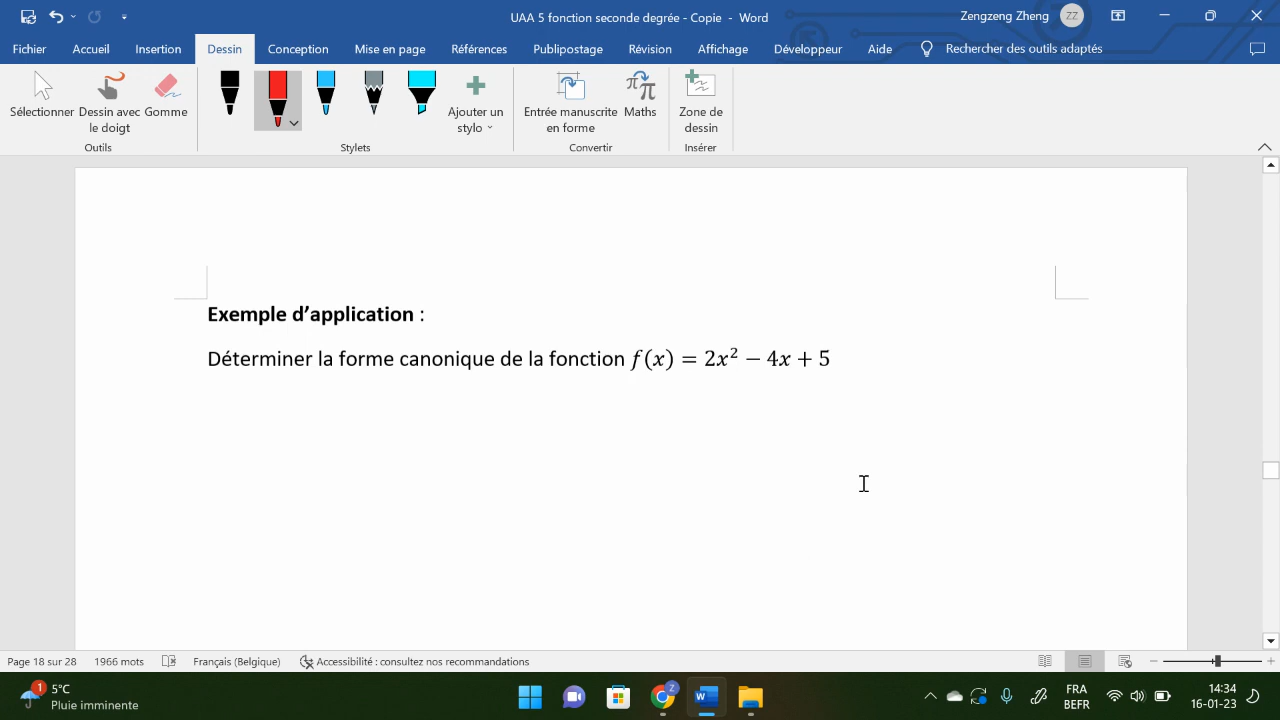 UAA 5 fonction seconde degrée - Copie - Word
Zengzeng Zheng
ZZ
Fichier Accueil Insertion Dessin Conception Mise en page Références Publipostage Révision Affichage Développeur Aide Rechercher des outils adaptés
Sélectionner
Dessin avec le doigt
Gomme
Ajouter un stylo
Entrée manuscrite en forme
Maths
Zone de dessin
Outils Stylets Convertir Insérer
Exemple d’application :
Déterminer la forme canonique de la fonction f(x) = 2x² − 4x + 5
Page 18 sur 28 1966 mots Français (Belgique) Accessibilité : consultez nos recommandations
1
5°C
Pluie imminente
2
FRA
BEFR
14:34
16-01-23